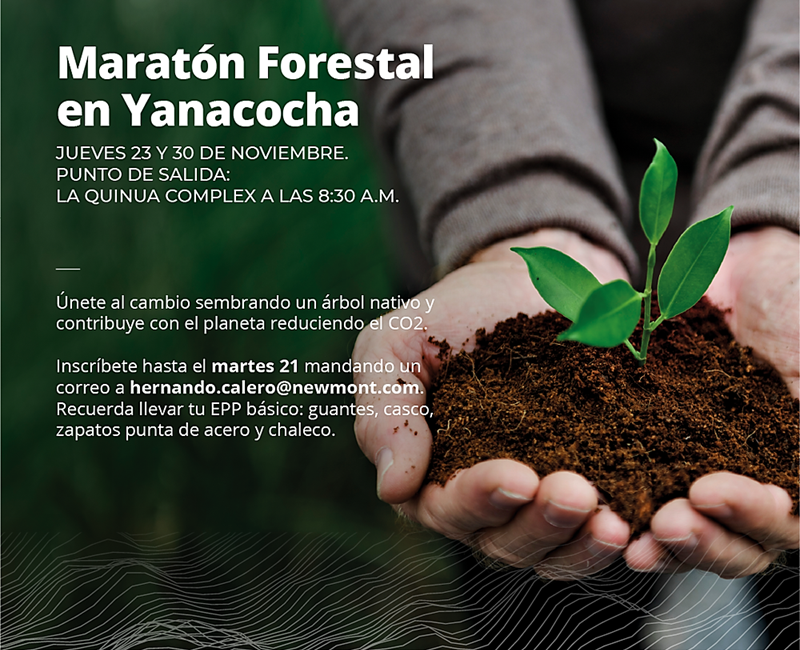 Maratón Forestal
en Yanacocha
JUEVES 23 Y 30 DE NOVIEMBRE.
PUNTO DE SALIDA:
LA QUINUA COMPLEX A LAS 8:30 A.M.
Únete al cambio sembrando un árbol nativo y
contribuye con el planeta reduciendo el CO2.
Inscríbete hasta el martes 21 mandando un
correo a hernando.calero@newmont.com.
Recuerda llevar tu EPP básico: guantes, casco,
zapatos punta de acero y chaleco.